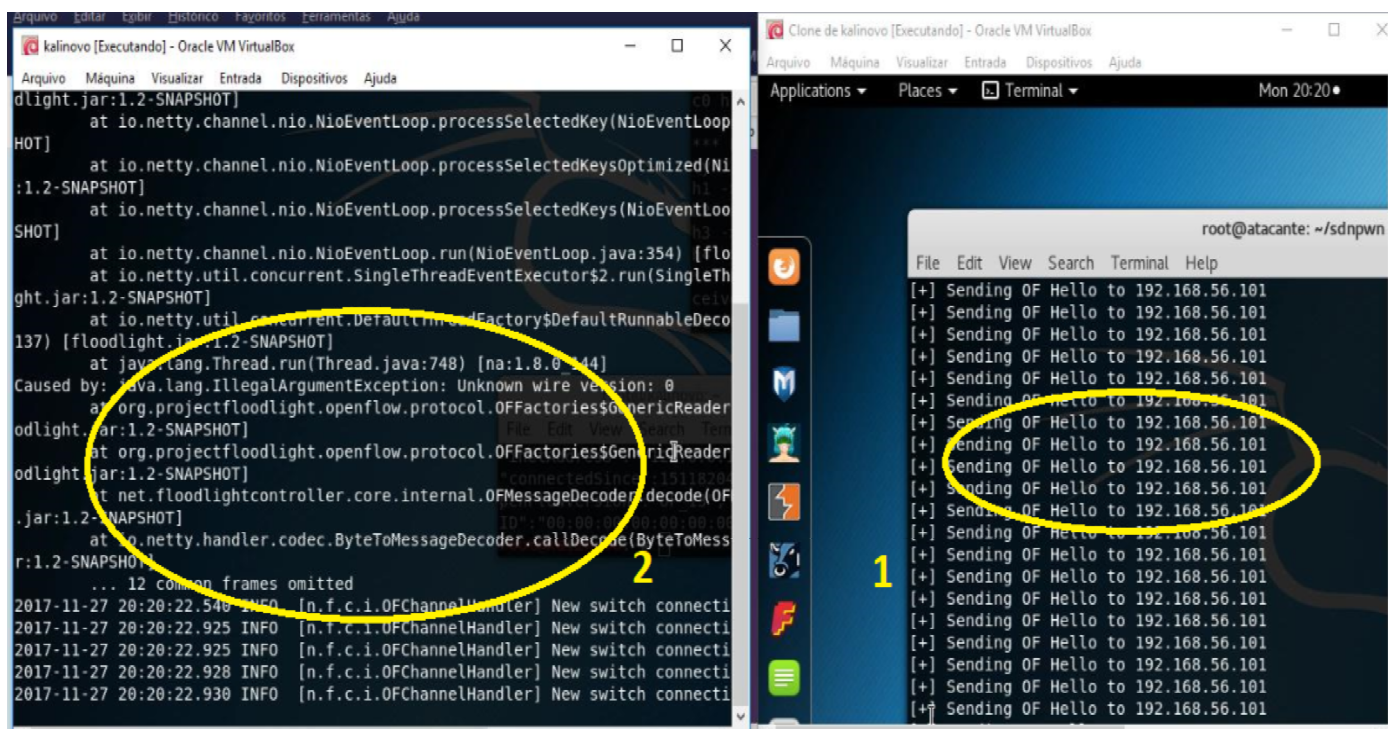 Arquivo Editar Exibir Histórico Favoritos Ferramentas Ajuda
kalinovo [Executando] - Oracle VM VirtualBox
Arquivo Máquina Visualizar Entrada Dispositivos Ajuda
dlight.jar:1.2-SNAPSHOT]
at io.netty.channel.nio.NioEventLoop.processSelectedKey(NioEventLoop
HOT]
at io.netty.channel.nio.NioEventLoop.processSelectedKeysOptimized(Ni
:1.2-SNAPSHOT]
at io.netty.channel.nio.NioEventLoop.processSelectedKeys(NioEventLoo
SHOT]
at io.netty.channel.nio.NioEventLoop.run(NioEventLoop.java:354) [flo
at io.netty.util.concurrent.SingleThreadEventExecutor$2.run(SingleTh
ght.jar:1.2-SNAPSHOT]
at io.netty.util.concurrent.DefaultThreadFactory$DefaultRunnableDeco
137) [floodlight.jar:1.2-SNAPSHOT]
at java.lang.Thread.run(Thread.java:748) [na:1.8.0_144]
Caused by: java.lang.IllegalArgumentException: Unknown wire version: 0
at org.projectfloodlight.openflow.protocol.OFFactories$GenericReader
odlight.jar:1.2-SNAPSHOT]
at org.projectfloodlight.openflow.protocol.OFFactories$GenericReader
odlight.jar:1.2-SNAPSHOT]
at net.floodlightcontroller.core.internal.OFMessageDecoder.decode(OF
.jar:1.2-SNAPSHOT]
at io.netty.handler.codec.ByteToMessageDecoder.callDecode(ByteToMess
r:1.2-SNAPSHOT]
... 12 common frames omitted
2
2017-11-27 20:20:22.540 INFO [n.f.c.i.OFChannelHandler] New switch connecti
2017-11-27 20:20:22.925 INFO [n.f.c.i.OFChannelHandler] New switch connecti
2017-11-27 20:20:22.925 INFO [n.f.c.i.OFChannelHandler] New switch connecti
2017-11-27 20:20:22.928 INFO [n.f.c.i.OFChannelHandler] New switch connecti
2017-11-27 20:20:22.930 INFO [n.f.c.i.OFChannelHandler] New switch connecti
Clone de kalinovo [Executando] - Oracle VM VirtualBox
Arquivo Máquina Visualizar Entrada Dispositivos Ajuda
Applications Places Terminal Mon 20:20
root@atacante: ~/sdnpwn
File Edit View Search Terminal Help
[+] Sending OF Hello to 192.168.56.101
[+] Sending OF Hello to 192.168.56.101
[+] Sending OF Hello to 192.168.56.101
[+] Sending OF Hello to 192.168.56.101
[+] Sending OF Hello to 192.168.56.101
[+] Sending OF Hello to 192.168.56.101
[+] Sending OF Hello to 192.168.56.101
[+] Sending OF Hello to 192.168.56.101
[+] Sending OF Hello to 192.168.56.101
[+] Sending OF Hello to 192.168.56.101
[+] Sending OF Hello to 192.168.56.101
[+] Sending OF Hello to 192.168.56.101
[+] Sending OF Hello to 192.168.56.101
[+] Sending OF Hello to 192.168.56.101
1
[+] Sending OF Hello to 192.168.56.101
[+] Sending OF Hello to 192.168.56.101
[+] Sending OF Hello to 192.168.56.101
[+] Sending OF Hello to 192.168.56.101
[+] Sending OF Hello to 192.168.56.101
[+] Sending OF Hello to 192.168.56.101